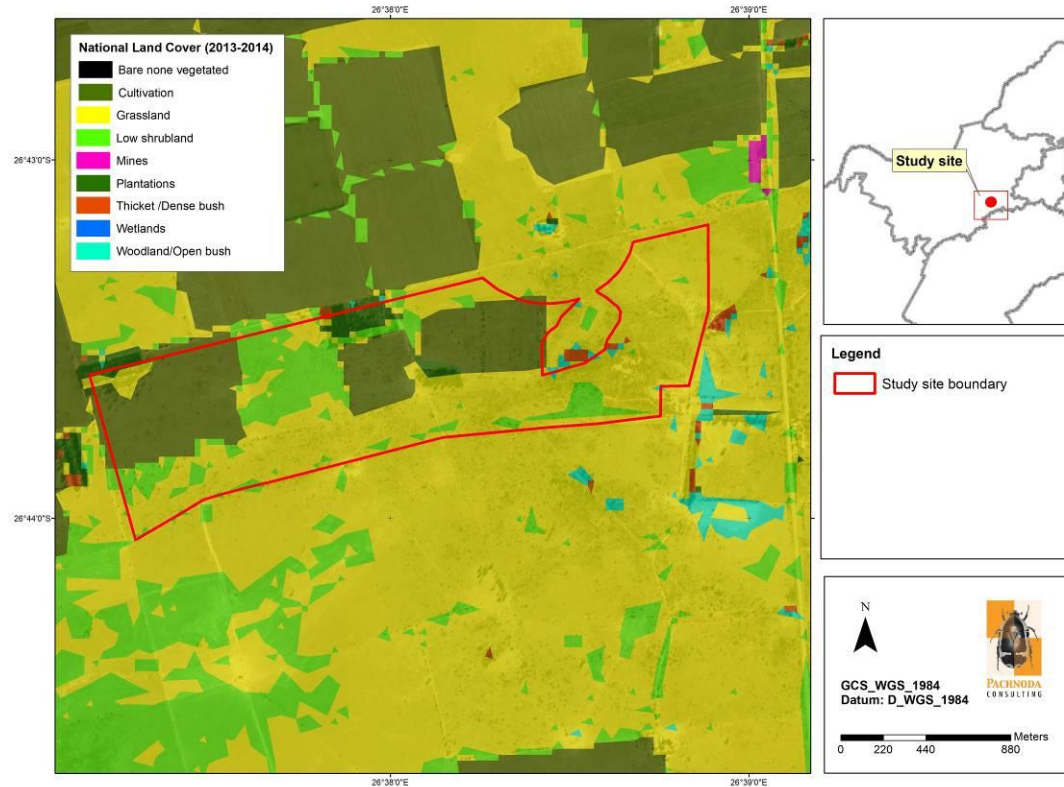 26°38'0"E
26°39'0"E
National Land Cover (2013-2014)
Bare none vegetated
Cultivation
Grassland
Low shrubland
Mines
Plantations
Thicket /Dense bush
Wetlands
Woodland/Open bush
26°43'0"S
26°44'0"S
26°38'0"E
26°39'0"E
Study site
Legend
Study site boundary
N
PACHNODA
CONSULTING
GCS_WGS_1984
Datum: D_WGS_1984
Meters
0 220 440 880